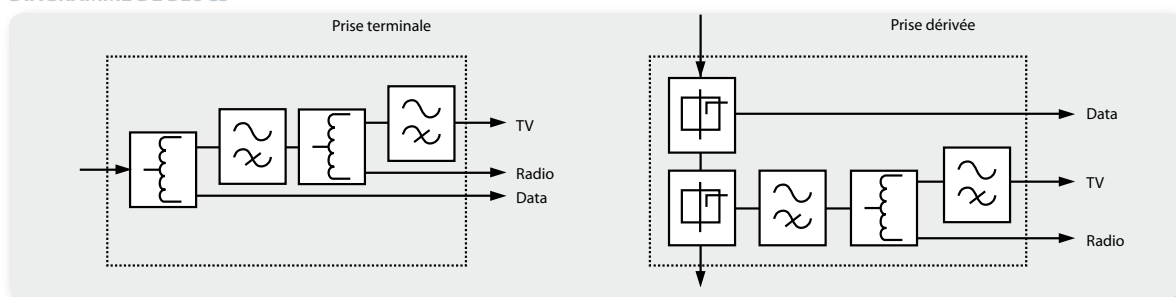 Prise terminale
TV
Radio
Data
Prise dérivée
Data
TV
Radio